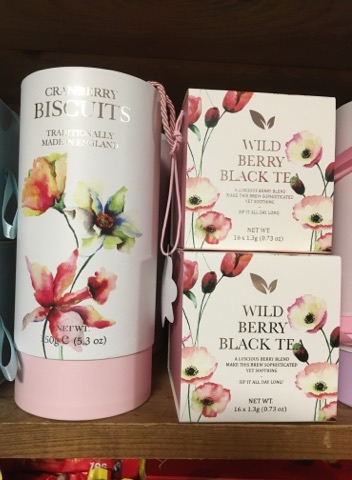 CRANBERRY
BISCUITS
TRADITIONALLY
MADE IN ENGLAND
NET WT.
150g ℮ (5.3 oz)
WILD
BERRY
BLACK TEA
A LUSCIOUS BERRY BLEND
MAKE THIS BREW SOPHISTICATED
YET SOOTHING
SIP IT ALL DAY LONG!
NET WT.
16 x 1.3g (0.73 oz)
WILD
BERRY
BLACK TEA
A LUSCIOUS BERRY BLEND
MAKE THIS BREW SOPHISTICATED
YET SOOTHING
SIP IT ALL DAY LONG!
NET WT.
16 x 1.3g (0.73 oz)